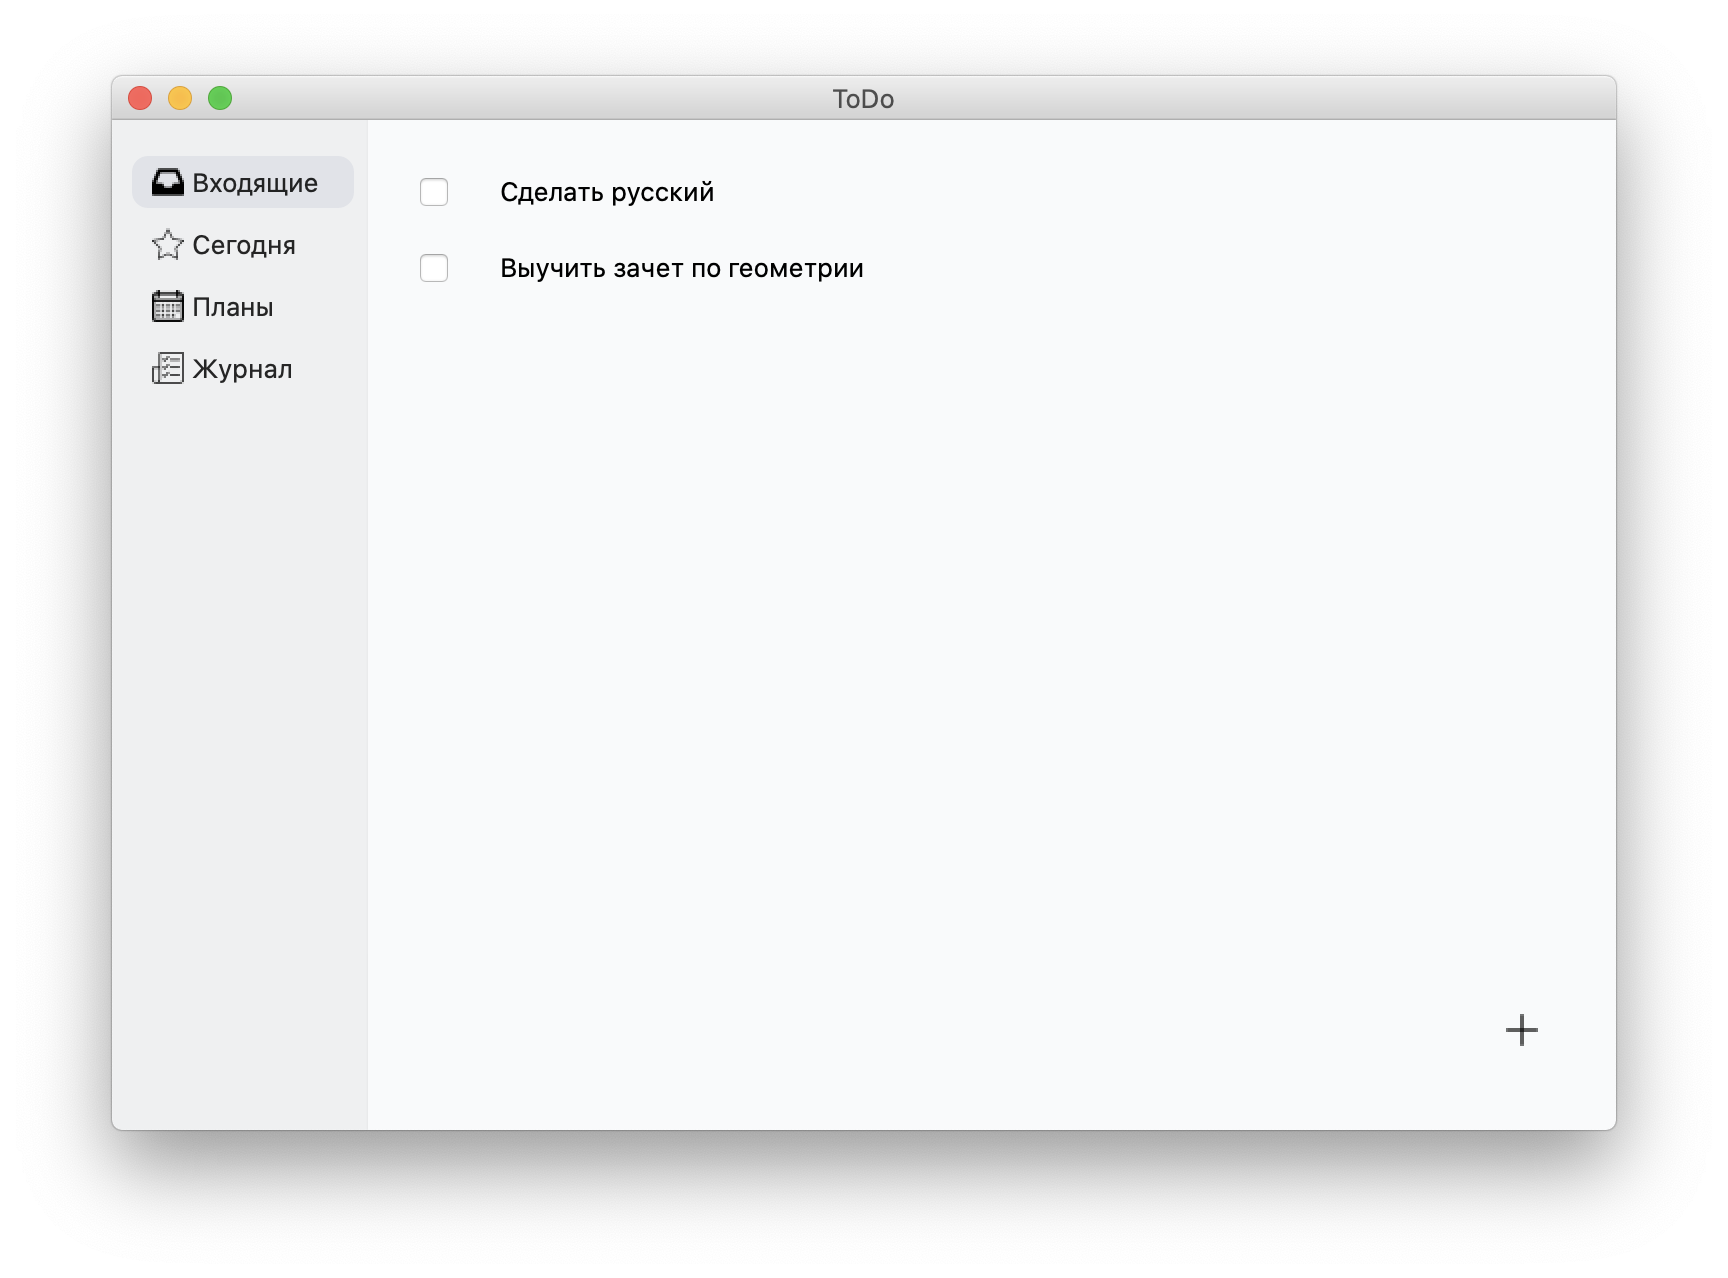 ToDo
Входящие
Сегодня
Планы
Журнал
Сделать русский
Выучить зачет по геометрии